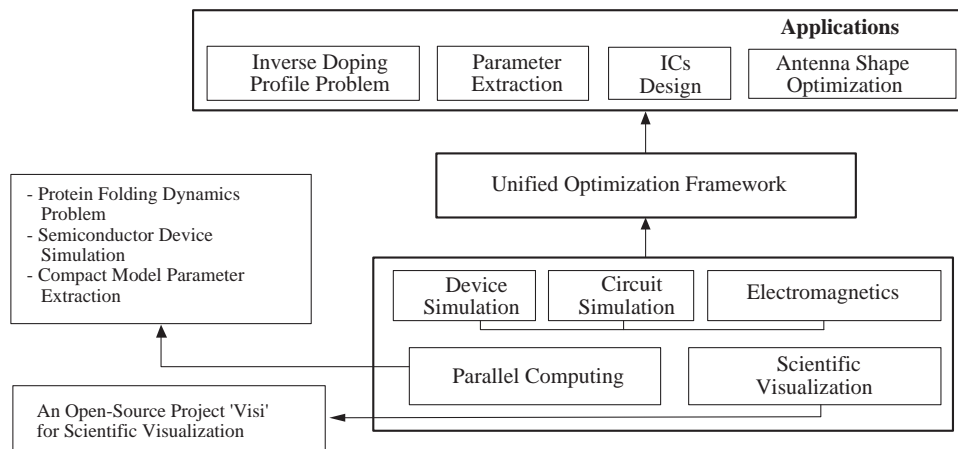 Applications
Inverse Doping
Profile Problem
Parameter
Extraction
ICs
Design
Antenna Shape
Optimization
Unified Optimization Framework
- Protein Folding Dynamics
Problem
- Semiconductor Device
Simulation
- Compact Model Parameter
Extraction
Device
Simulation
Circuit
Simulation
Electromagnetics
Parallel Computing
Scientific
Visualization
An Open-Source Project 'Visi'
for Scientific Visualization